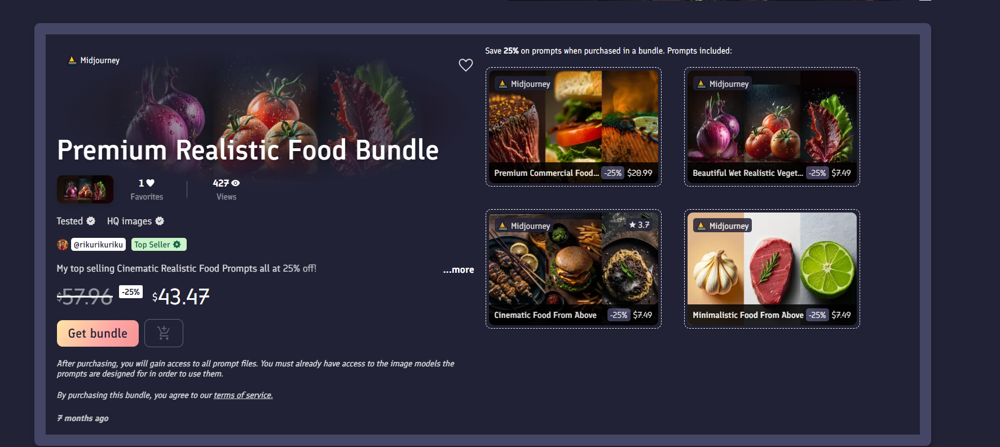 Midjourney
Premium Realistic Food Bundle
1
Favorites
427
Views
Tested
HQ images
@rikurikuriku
Top Seller
My top selling Cinematic Realistic Food Prompts all at 25% off!
...more
$57.96 -25% $43.47
Get bundle
After purchasing, you will gain access to all prompt files. You must already have access to the image models the
prompts are designed for in order to use them.
By purchasing this bundle, you agree to our terms of service.
7 months ago
Save 25% on prompts when purchased in a bundle. Prompts included:
Midjourney
Premium Commercial Food... -25% $20.99
Midjourney
Beautiful Wet Realistic Veget... -25% $7.49
Midjourney
3.7
Cinematic Food From Above -25% $7.49
Midjourney
Minimalistic Food From Above -25% $7.49